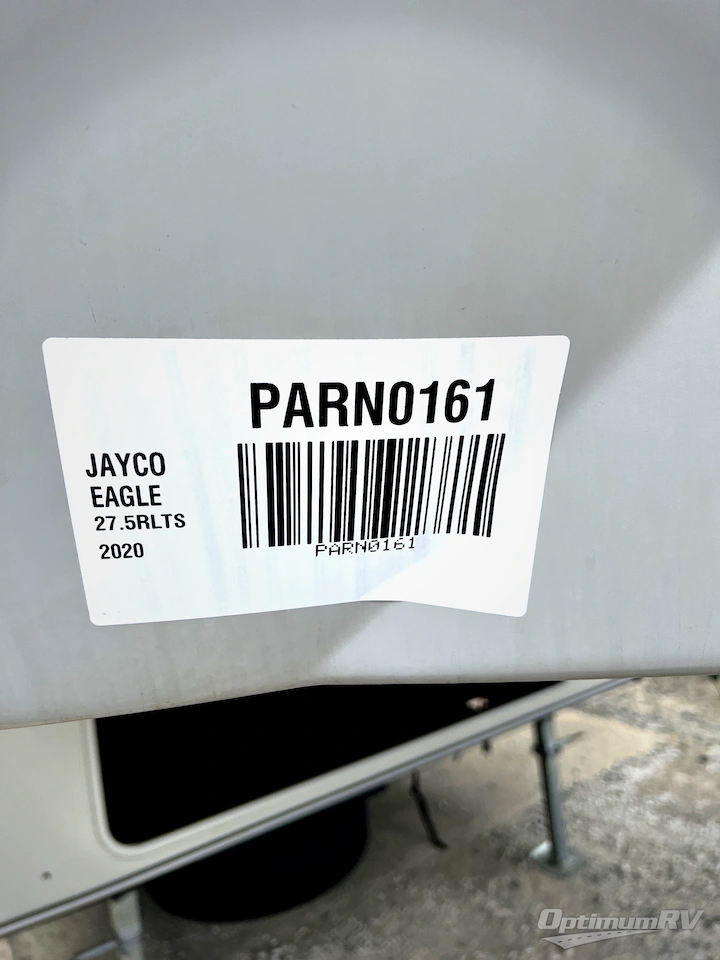 PARN0161
JAYCO
EAGLE
27.5RLTS
2020
PARN0161
OptimumRV